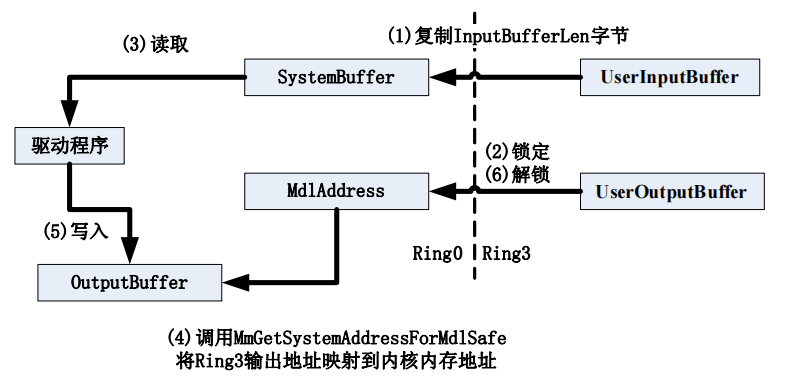 (1)复制InputBufferLen字节
(3)读取
SystemBuffer
UserInputBuffer
驱动程序
(2)锁定
(6)解锁
MdlAddress
UserOutputBuffer
(5)写入
Ring0
Ring3
OutputBuffer
(4)调用MmGetSystemAddressForMdlSafe
将Ring3输出地址映射到内核内存地址